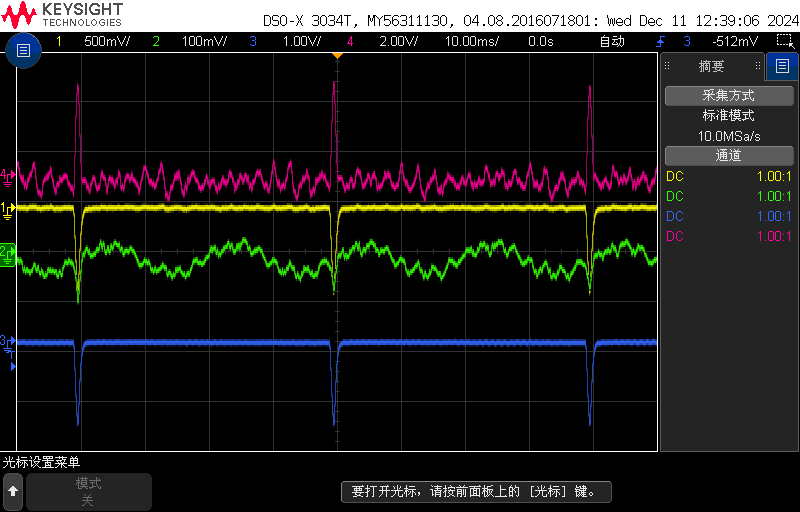 KEYSIGHT
TECHNOLOGIES
DSO-X 3034T, MY56311130, 04.08.2016071801: Wed Dec 11 12:39:06 2024
1 500mV/ 2 100mV/ 3 1.00V/ 4 2.00V/ 10.00ms/ 0.0s 自动 3 -512mV
摘要
采集方式
标准模式
10.0MSa/s
通道
DC 1.00:1
DC 1.00:1
DC 1.00:1
DC 1.00:1
4
1
2
3
T
光标设置菜单
模式
关
要打开光标，请按前面板上的 [光标] 键。